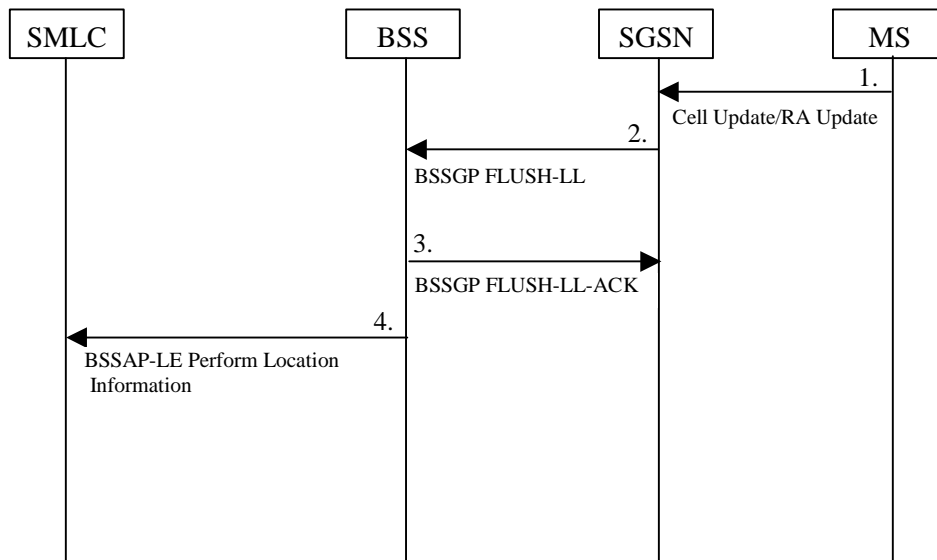 SMLC BSS SGSN MS
1.
Cell Update/RA Update
2.
BSSGP FLUSH-LL
3.
BSSGP FLUSH-LL-ACK
4.
BSSAP-LE Perform Location
Information